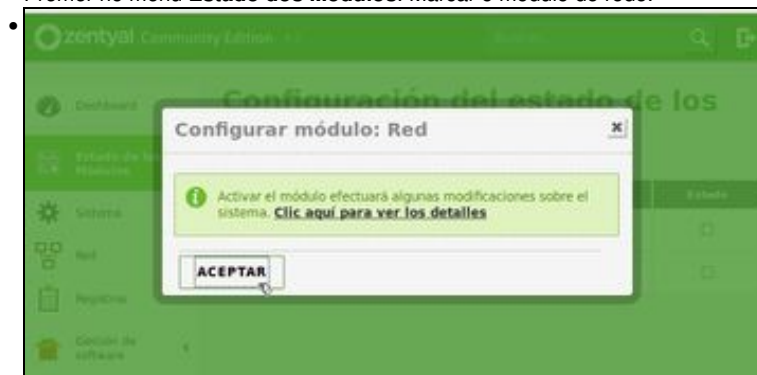 Premer no menú Estado dos módulos. Marcar o módulo de rede.
zentyal Community Edition
Configuración del estado de los
Dashboard
Configurar módulo: Red
Estado de los
Módulos
Activar el módulo efectuará algunas modificaciones sobre el
sistema. Clic aquí para ver los detalles
Estado
Sistema
Red
ACEPTAR
Registros
Gestión de
software